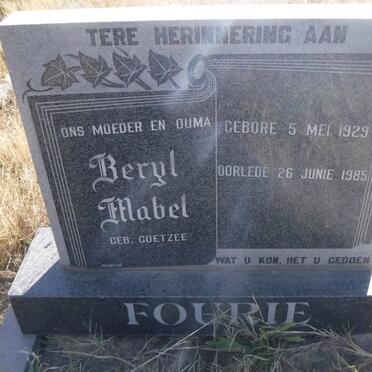 TERE HERINNERING AAN
ONS MOEDER EN OUMA
Beryl
Mabel
GEB. COETZEE
GEBORE 5 MEI 1929
OORLEDE 26 JUNIE 1985
WAT U KON, HET U GEDOEN
FOURIE